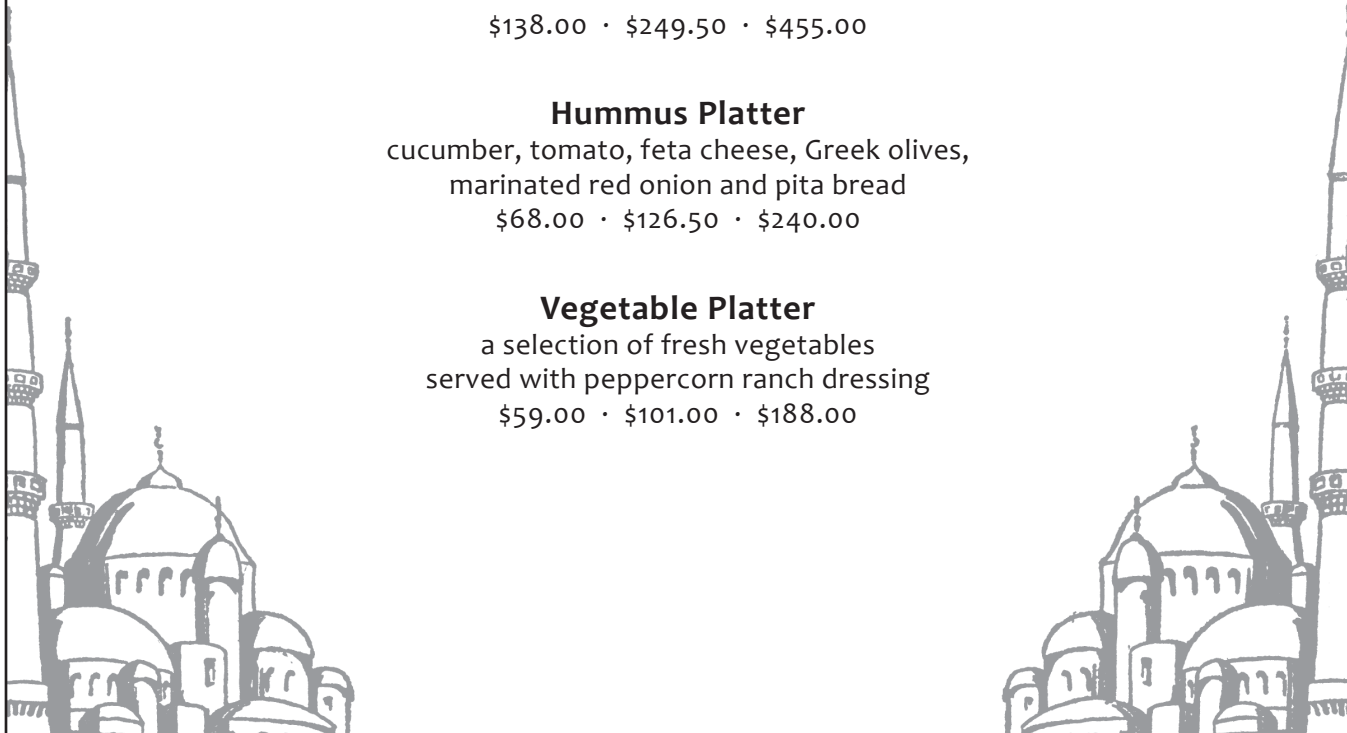 $138.00 · $249.50 · $455.00
Hummus Platter
cucumber, tomato, feta cheese, Greek olives,
marinated red onion and pita bread
$68.00 · $126.50 · $240.00
Vegetable Platter
a selection of fresh vegetables
served with peppercorn ranch dressing
$59.00 · $101.00 · $188.00